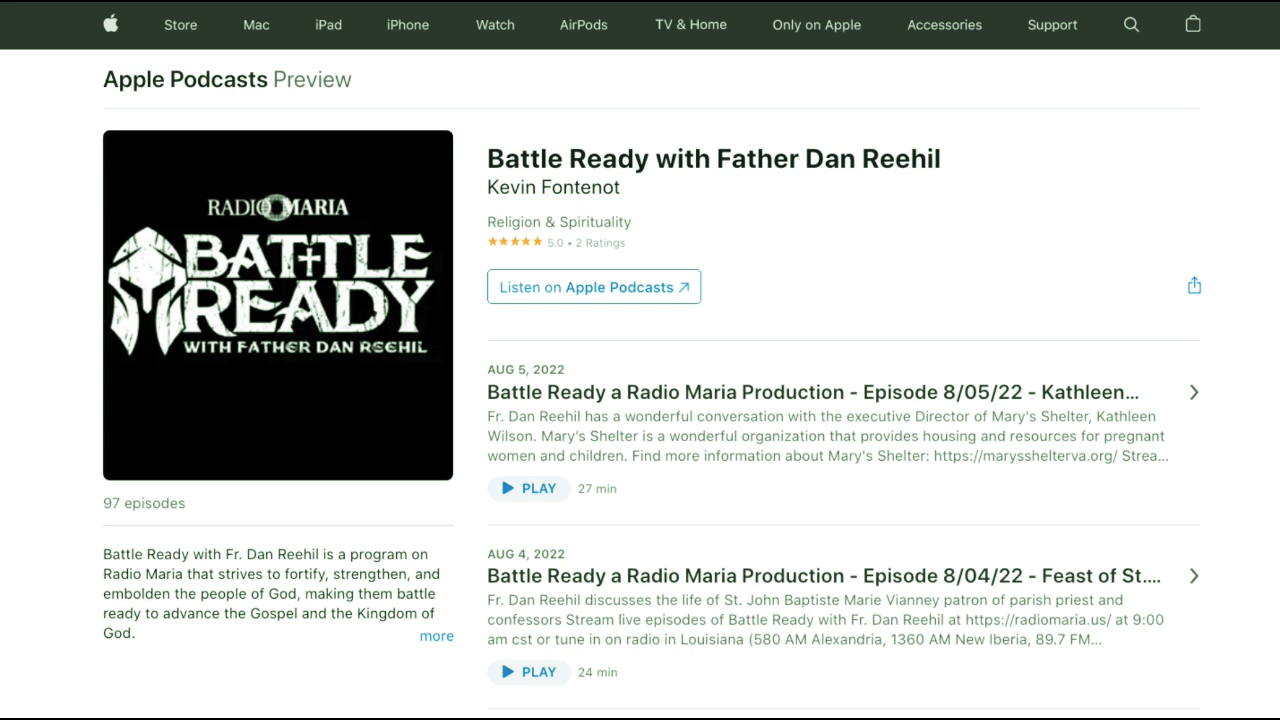 Store Mac iPad iPhone Watch AirPods TV & Home Only on Apple Accessories Support
Apple Podcasts Preview
RADIO MARIA
BATTLE
READY
WITH FATHER DAN REEHIL
97 episodes
Battle Ready with Fr. Dan Reehil is a program on
Radio Maria that strives to fortify, strengthen, and
embolden the people of God, making them battle
ready to advance the Gospel and the Kingdom of
God.
more
Battle Ready with Father Dan Reehil
Kevin Fontenot
Religion & Spirituality
★★★★★ 5.0 • 2 Ratings
Listen on Apple Podcasts ↗
AUG 5, 2022
Battle Ready a Radio Maria Production - Episode 8/05/22 - Kathleen...
Fr. Dan Reehil has a wonderful conversation with the executive Director of Mary's Shelter, Kathleen
Wilson. Mary's Shelter is a wonderful organization that provides housing and resources for pregnant
women and children. Find more information about Mary's Shelter: https://marysshelterva.org/ Strea...
PLAY 27 min
AUG 4, 2022
Battle Ready a Radio Maria Production - Episode 8/04/22 - Feast of St....
Fr. Dan Reehil discusses the life of St. John Baptiste Marie Vianney patron of parish priest and
confessors Stream live episodes of Battle Ready with Fr. Dan Reehil at https://radiomaria.us/ at 9:00
am cst or tune in on radio in Louisiana (580 AM Alexandria, 1360 AM New Iberia, 89.7 FM...
PLAY 24 min